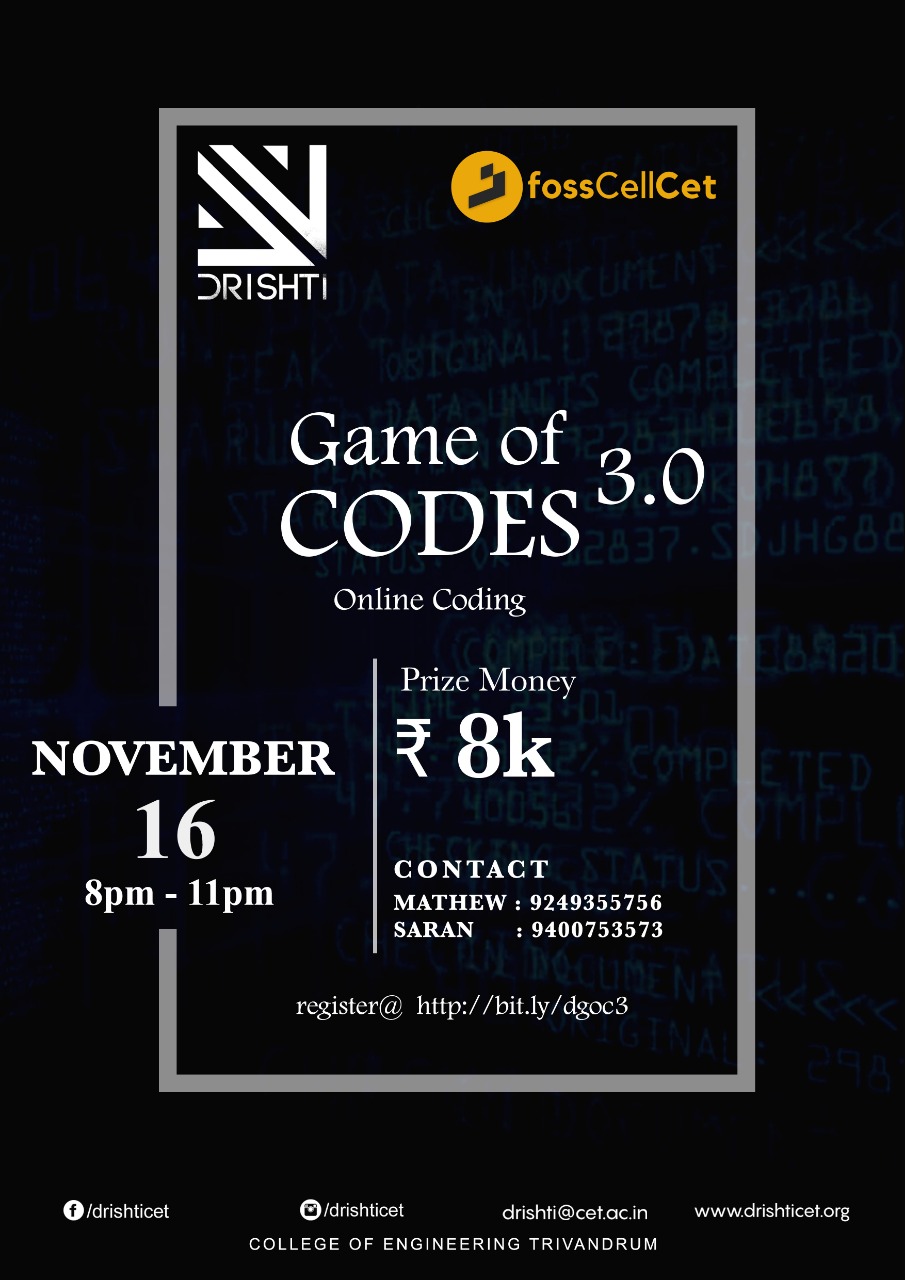 DRISHTI
fossCellCet
Game of
CODES 3.0
Online Coding
NOVEMBER
16
8pm - 11pm
Prize Money
₹ 8k
CONTACT
MATHEW : 9249355756
SARAN : 9400753573
register@ http://bit.ly/dgoc3
/drishticet
/drishticet
drishti@cet.ac.in
www.drishticet.org
COLLEGE OF ENGINEERING TRIVANDRUM